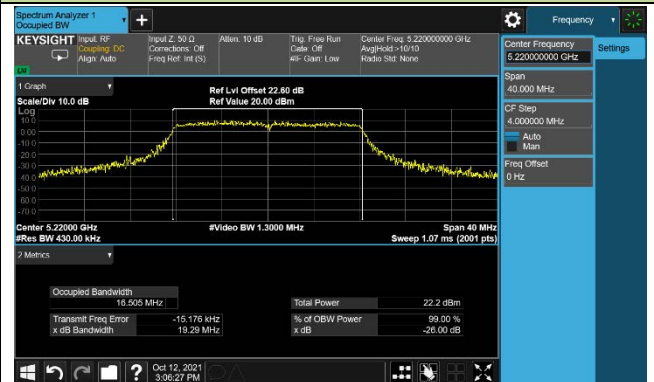 Spectrum Analyzer 1
Occupied BW
+
Frequency
KEYSIGHT
Input: RF
Coupling: DC
Align: Auto
Input Z: 50 Ω
Corrections: Off
Freq Ref: Int (S)
Atten: 10 dB
Trig: Free Run
Gate: Off
#IF Gain: Low
Center Freq: 5.220000000 GHz
Avg|Hold:>10/10
Radio Std: None
Center Frequency
5.220000000 GHz
Settings
Span
40.000 MHz
CF Step
4.000000 MHz
Auto
Man
Freq Offset
0 Hz
1 Graph
Scale/Div 10.0 dB
Ref Lvl Offset 22.60 dB
Ref Value 20.00 dBm
Log
10.0
0.00
-10.0
-20.0
-30.0
-40.0
-50.0
-60.0
-70.0
Center 5.22000 GHz
#Res BW 430.00 kHz
#Video BW 1.3000 MHz
Span 40 MHz
Sweep 1.07 ms (2001 pts)
2 Metrics
Occupied Bandwidth
16.505 MHz
Total Power 22.2 dBm
Transmit Freq Error -15.176 kHz
% of OBW Power 99.00 %
x dB Bandwidth 19.29 MHz
x dB -26.00 dB
?
Oct 12, 2021
3:06:27 PM